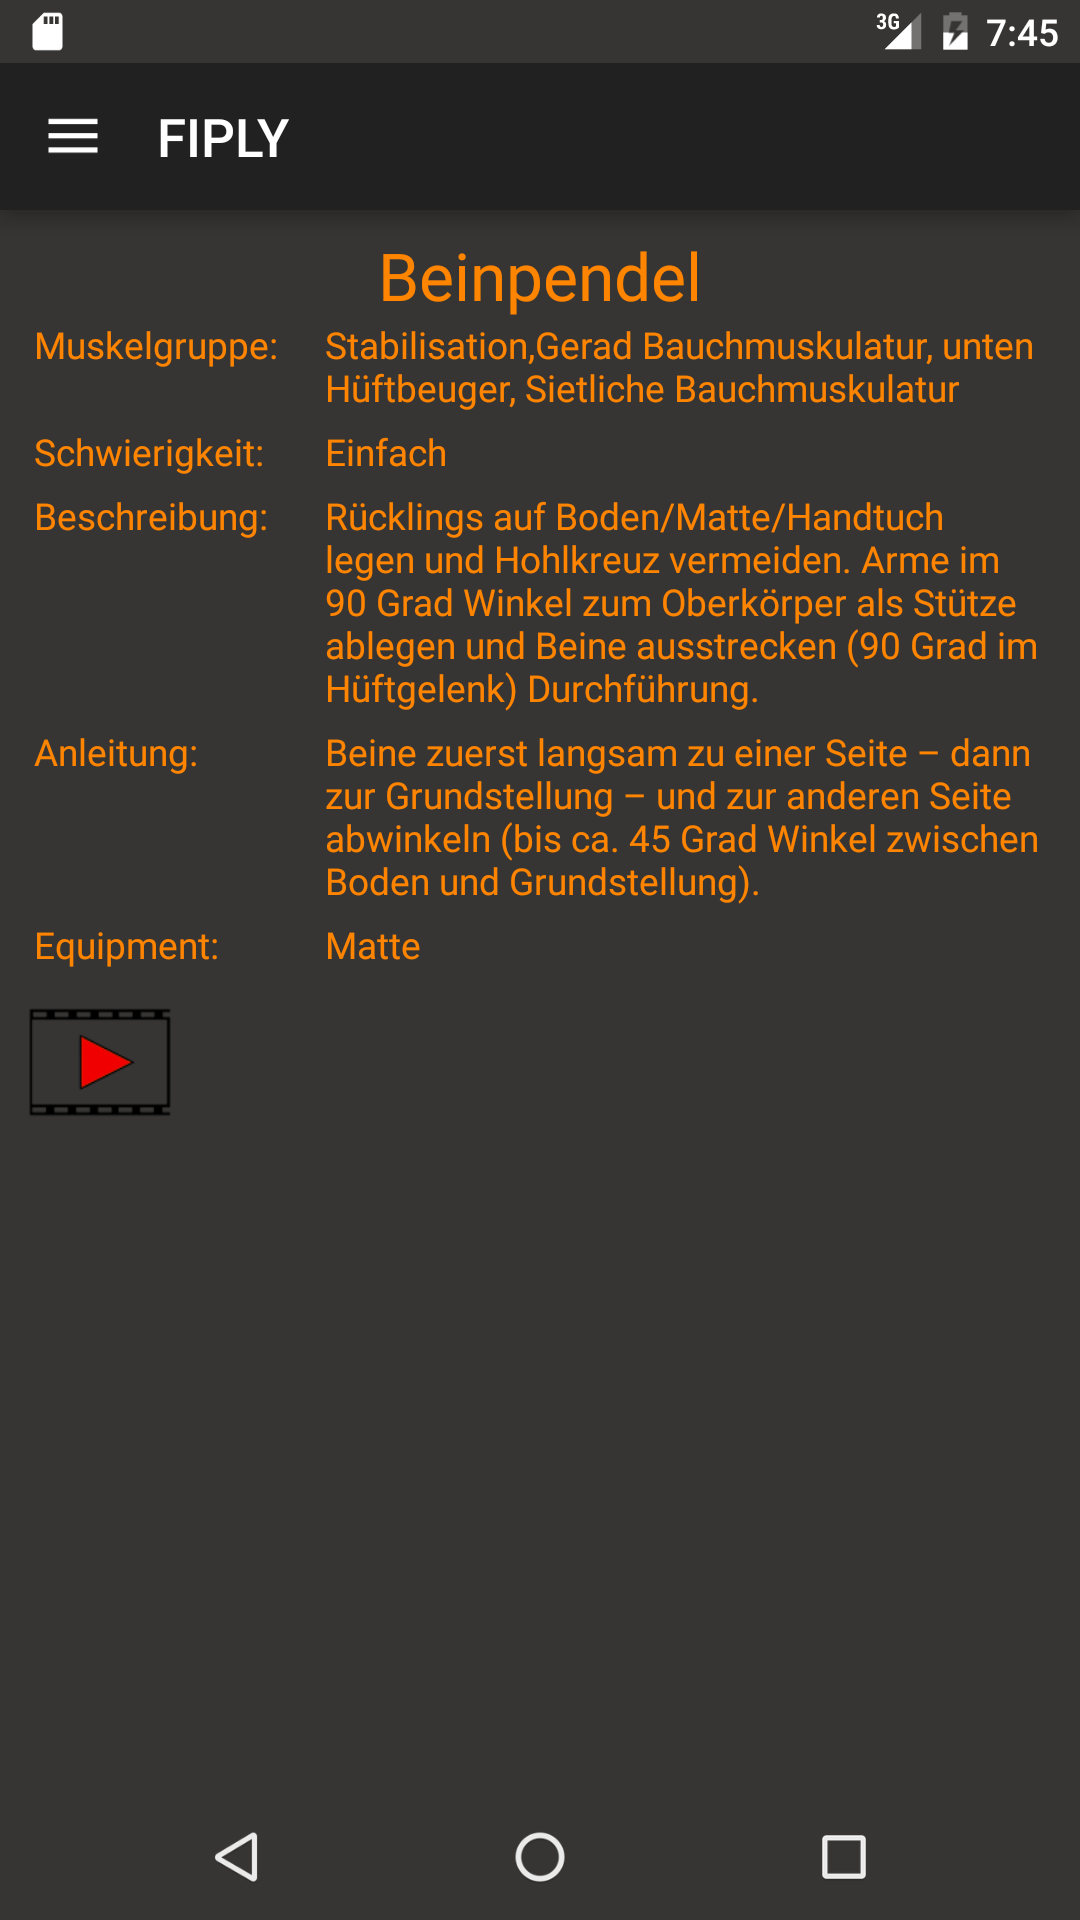 3G 7:45
FIPLY
Beinpendel
Muskelgruppe: Stabilisation,Gerad Bauchmuskulatur, unten
Hüftbeuger, Sietliche Bauchmuskulatur
Schwierigkeit: Einfach
Beschreibung: Rücklings auf Boden/Matte/Handtuch
legen und Hohlkreuz vermeiden. Arme im
90 Grad Winkel zum Oberkörper als Stütze
ablegen und Beine ausstrecken (90 Grad im
Hüftgelenk) Durchführung.
Anleitung: Beine zuerst langsam zu einer Seite – dann
zur Grundstellung – und zur anderen Seite
abwinkeln (bis ca. 45 Grad Winkel zwischen
Boden und Grundstellung).
Equipment: Matte